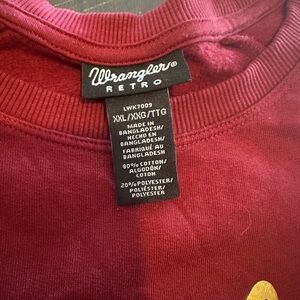 Wrangler®
RETRO
LWK7009
XXL/XXG/TTG
MADE IN
BANGLADESH/
HECHO EN
BANGLADESH/
FABRIQUÉ AU
BANGLADESH
80% COTTON/
ALGODÓN/
COTON
20% POLYESTER/
POLIÉSTER/
POLYESTER